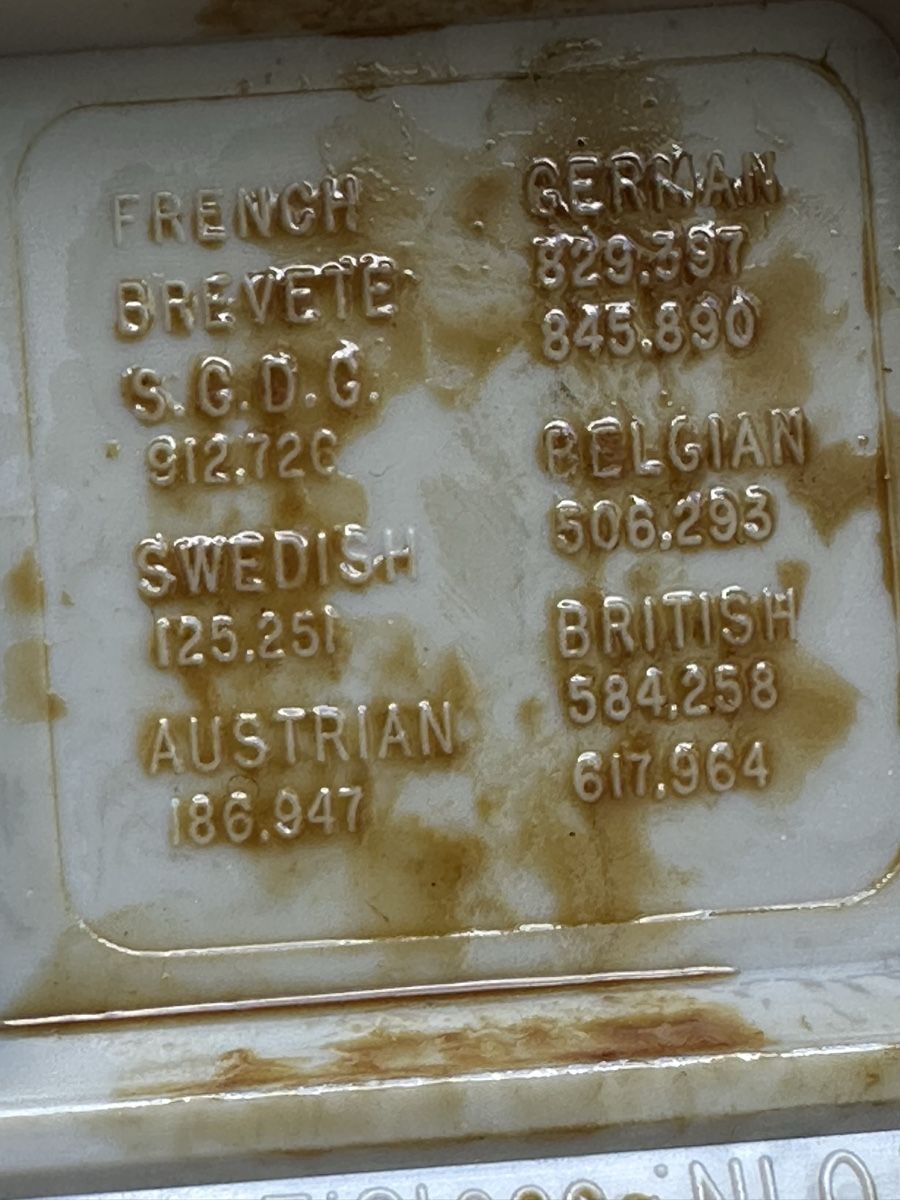 FRENCH
BREVETE
S.G.D.G.
912.726
SWEDISH
125.251
AUSTRIAN
186.947
GERMAN
829.397
845.890
BELGIAN
506.293
BRITISH
584.258
617.964